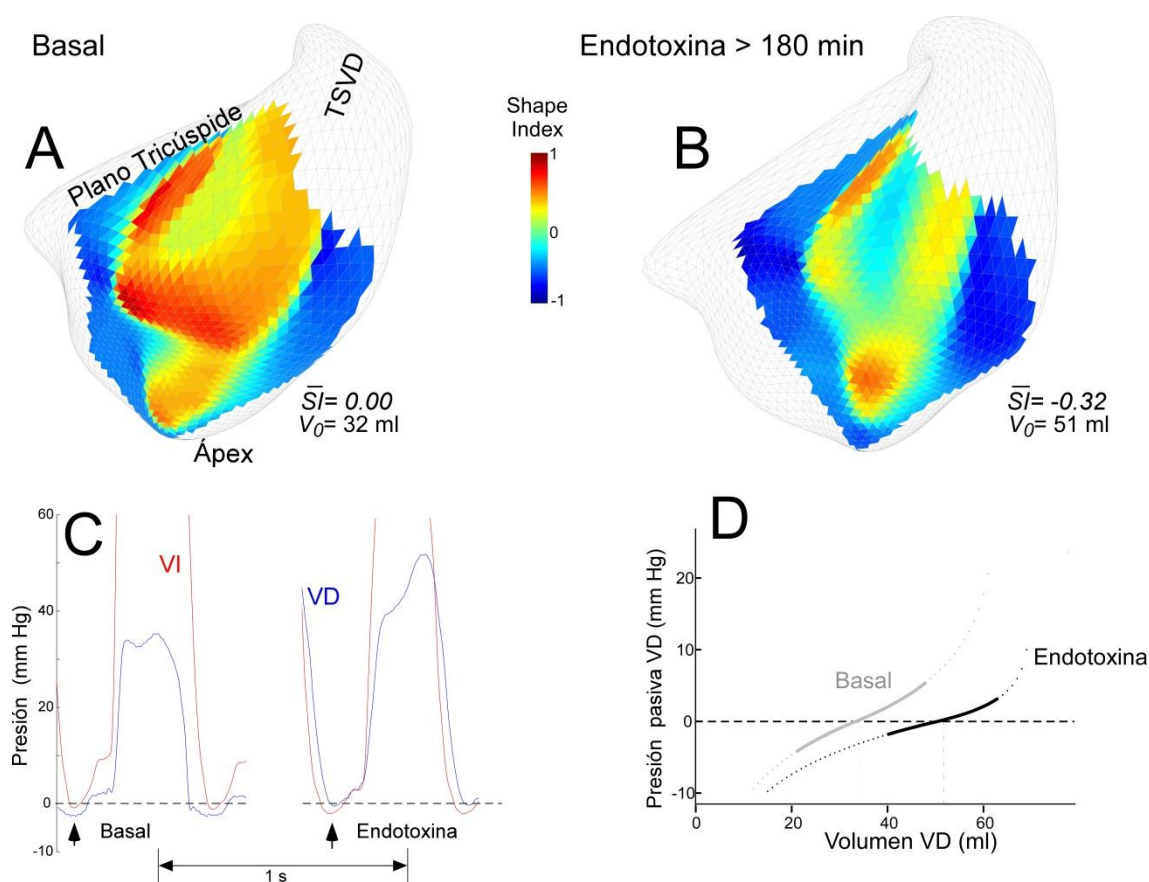 Basal
Endotoxina > 180 min
A
Plano Tricúspide
TSVD
Shape
Index
1
0
-1
B
SI= 0.00
V0= 32 ml
Ápex
SI= -0.32
V0= 51 ml
C
60
40
20
0
-10
Presión (mm Hg)
VI
VD
Basal
Endotoxina
1 s
D
20
10
0
-10
Presión pasiva VD (mm Hg)
Basal
Endotoxina
0
20
40
60
Volumen VD (ml)